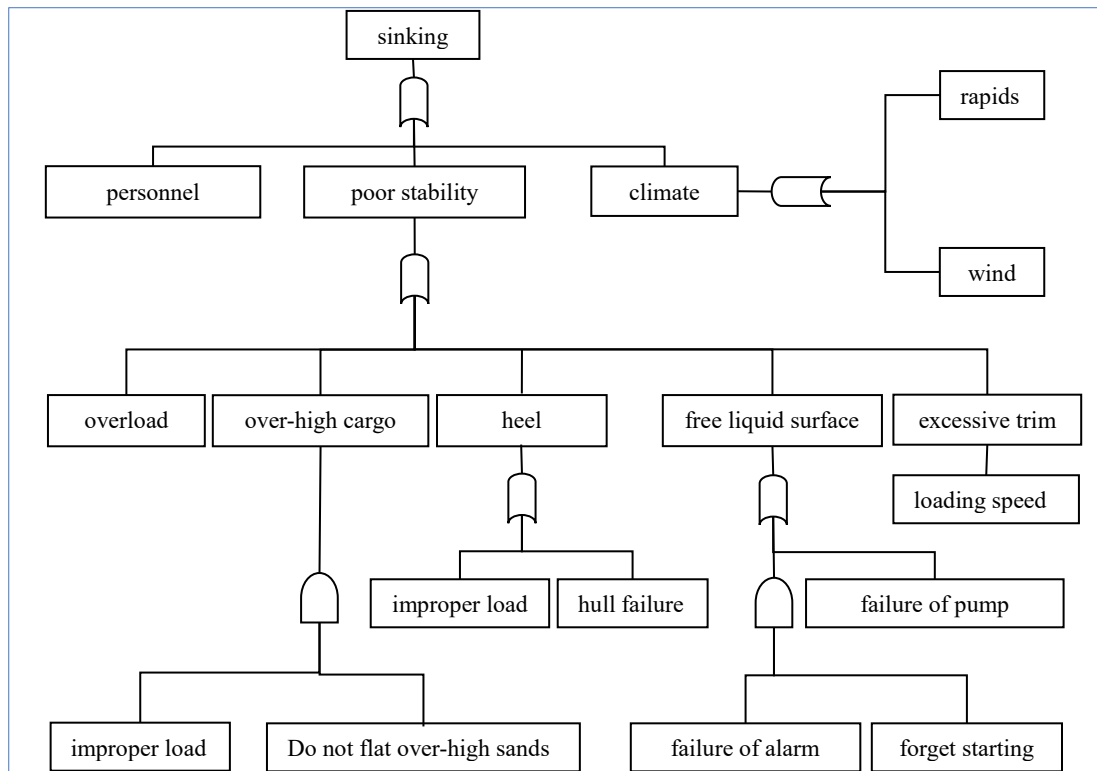 sinking
rapids
personnel
poor stability
climate
wind
overload
over-high cargo
heel
free liquid surface
excessive trim
loading speed
improper load
hull failure
failure of pump
improper load
Do not flat over-high sands
failure of alarm
forget starting